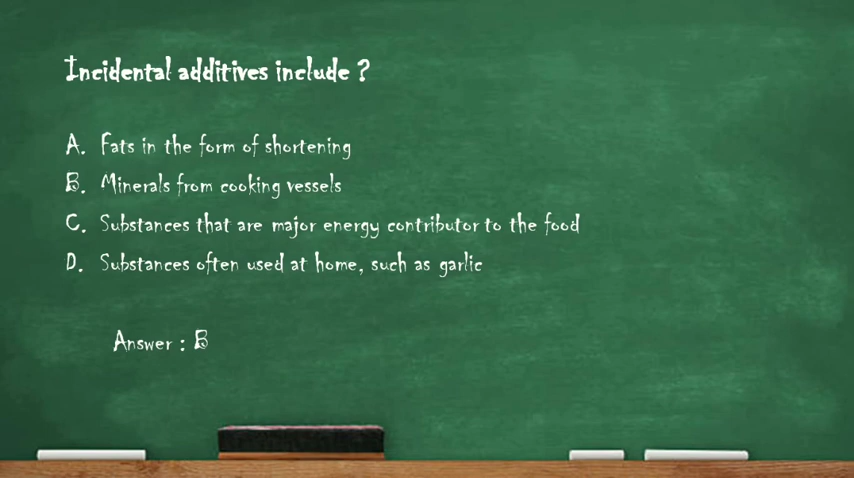 Incidental additives include ?
A. Fats in the form of shortening
B. Minerals from cooking vessels
C. Substances that are major energy contributor to the food
D. Substances often used at home, such as garlic
Answer : B